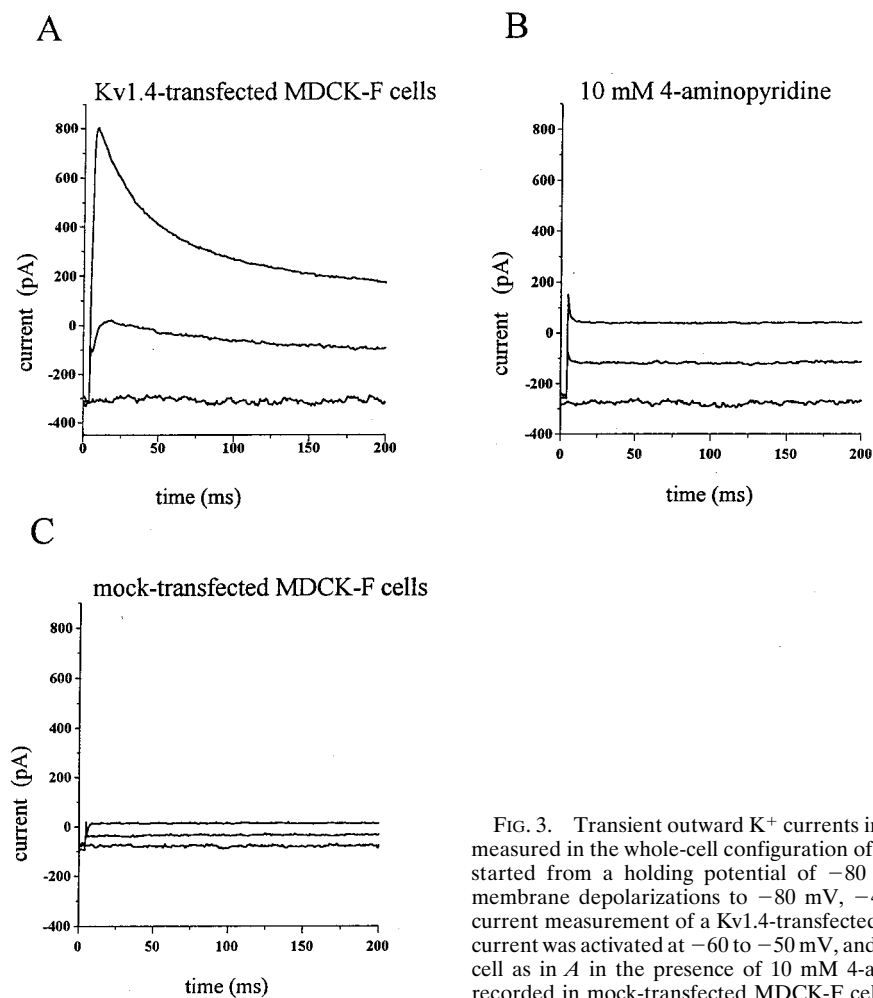 A
Kv1.4-transfected MDCK-F cells
800
600
400
200
0
-200
-400
current (pA)
0
50
100
150
200
time (ms)
B
10 mM 4-aminopyridine
800
600
400
200
0
-200
-400
current (pA)
0
50
100
150
200
time (ms)
C
mock-transfected MDCK-F cells
800
600
400
200
0
-200
-400
current (pA)
0
50
100
150
200
time (ms)
FIG. 3. Transient outward K+ currents in
measured in the whole-cell configuration of
started from a holding potential of −80
membrane depolarizations to −80 mV, −4
current measurement of a Kv1.4-transfected
current was activated at −60 to −50 mV, and
cell as in A in the presence of 10 mM 4-a
recorded in mock-transfected MDCK-F cel